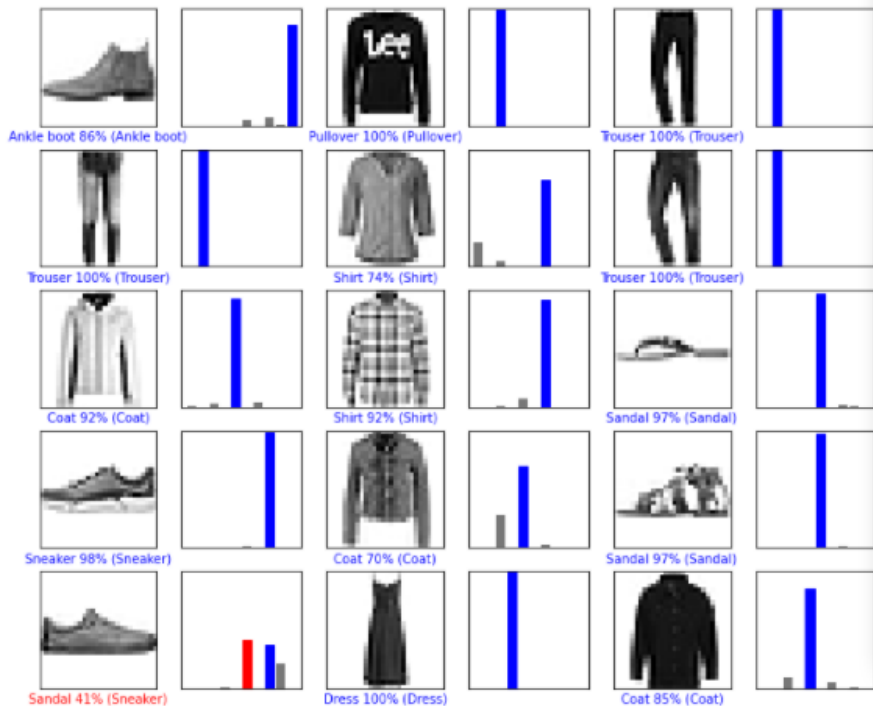 Lee
Ankle boot 86% (Ankle boot)
Pullover 100% (Pullover)
Trouser 100% (Trouser)
Trouser 100% (Trouser)
Shirt 74% (Shirt)
Trouser 100% (Trouser)
Coat 92% (Coat)
Shirt 92% (Shirt)
Sandal 97% (Sandal)
Sneaker 98% (Sneaker)
Coat 70% (Coat)
Sandal 97% (Sandal)
Sandal 41% (Sneaker)
Dress 100% (Dress)
Coat 85% (Coat)